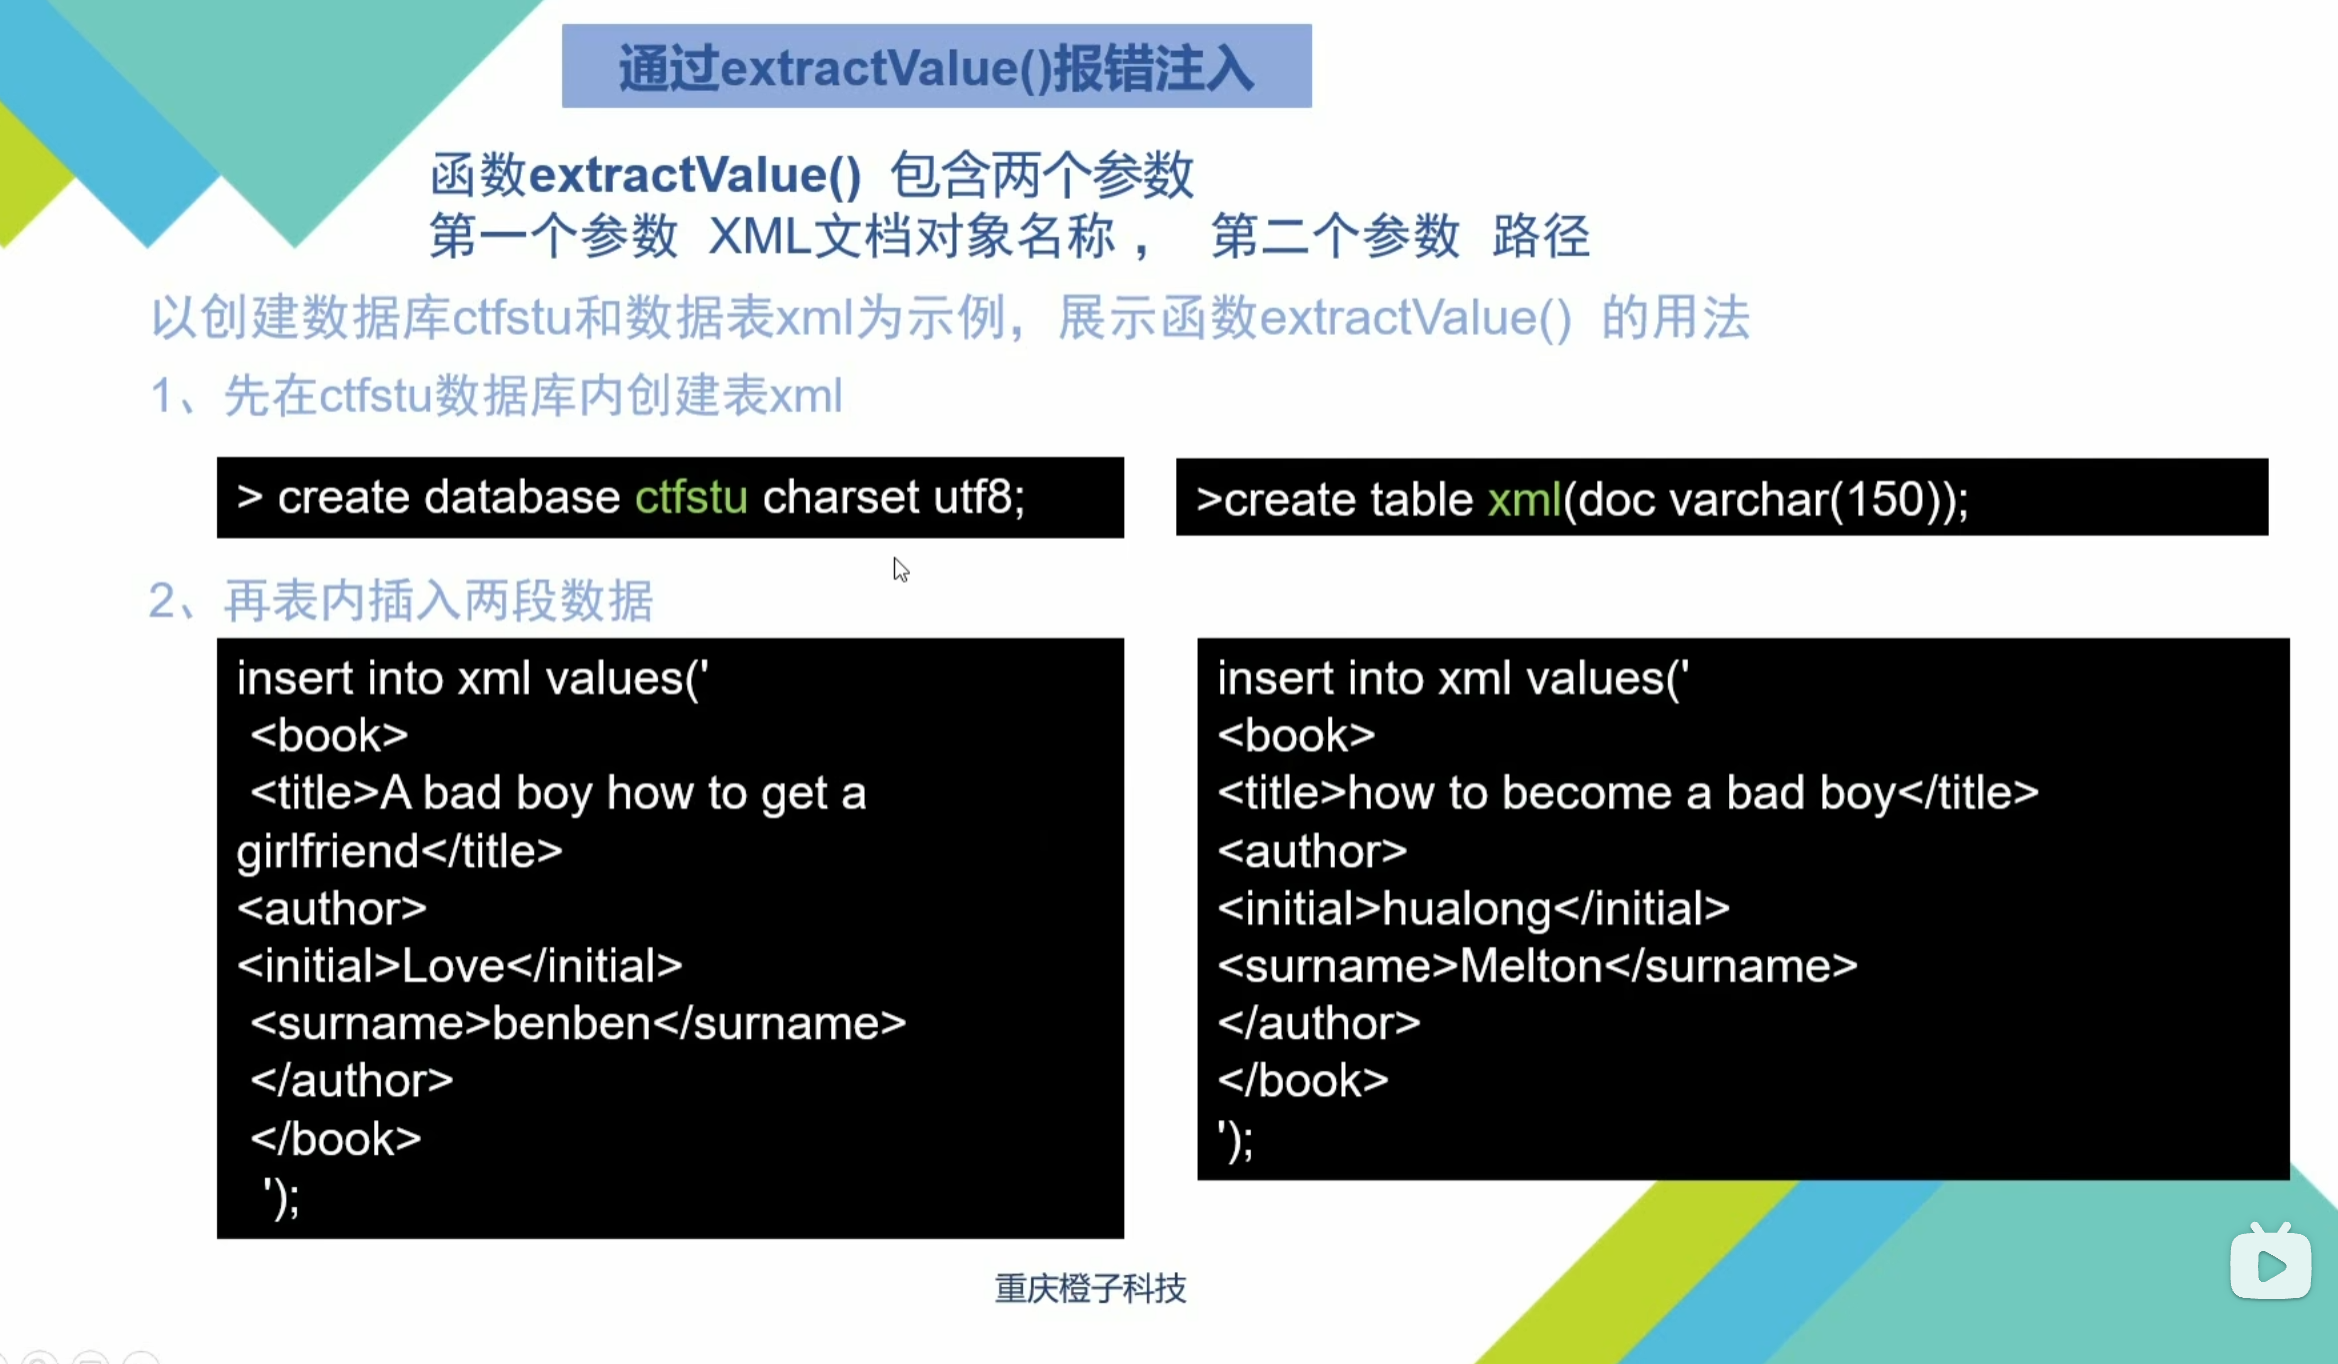 通过extractValue()报错注入
函数extractValue() 包含两个参数
第一个参数 XML文档对象名称， 第二个参数 路径
以创建数据库ctfstu和数据表xml为示例，展示函数extractValue() 的用法
1、先在ctfstu数据库内创建表xml
> create database ctfstu charset utf8;
>create table xml(doc varchar(150));
2、再表内插入两段数据
insert into xml values('
<book>
<title>A bad boy how to get a
girlfriend</title>
<author>
<initial>Love</initial>
<surname>benben</surname>
</author>
</book>
');
insert into xml values('
<book>
<title>how to become a bad boy</title>
<author>
<initial>hualong</initial>
<surname>Melton</surname>
</author>
</book>
');
重庆橙子科技